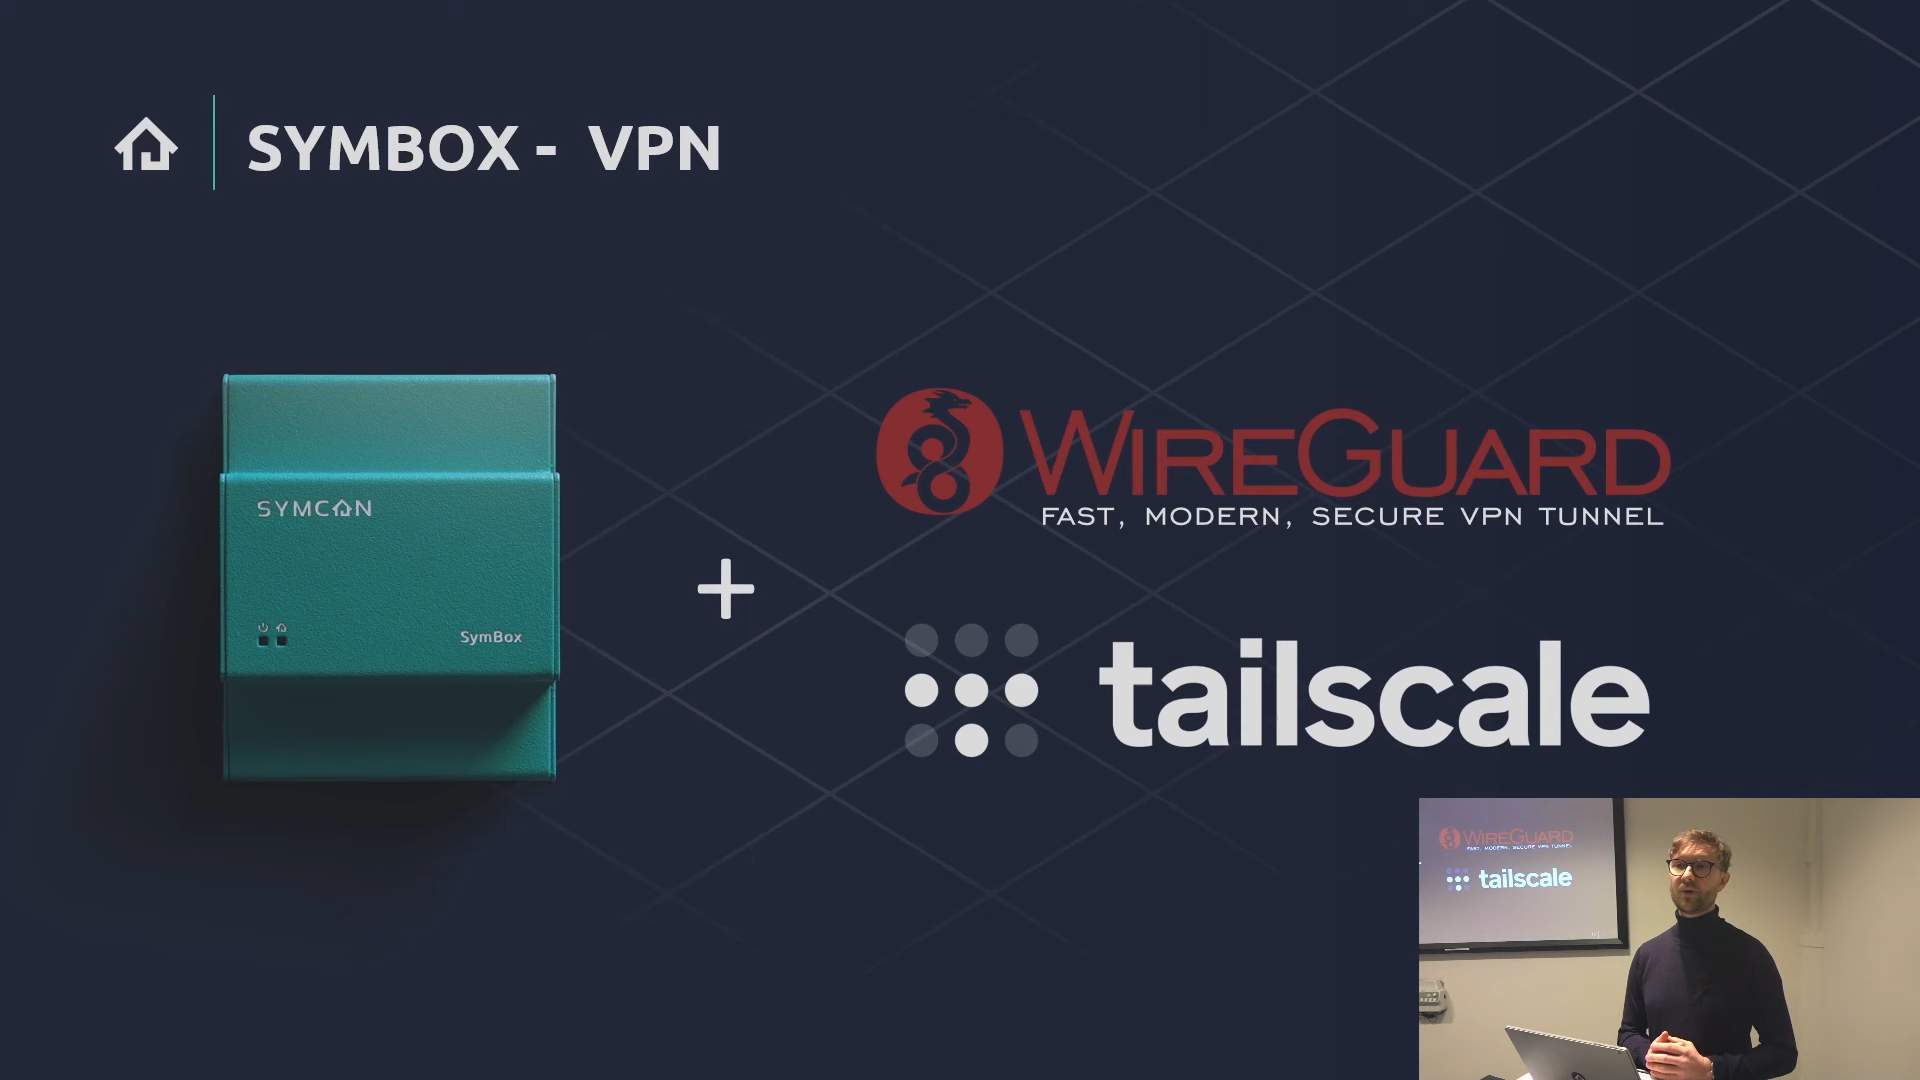 SYMBOX - VPN
SYMCON
SymBox
+
WIREGUARD
FAST, MODERN, SECURE VPN TUNNEL
tailscale
WIREGUARD
FAST, MODERN, SECURE VPN TUNNEL
tailscale